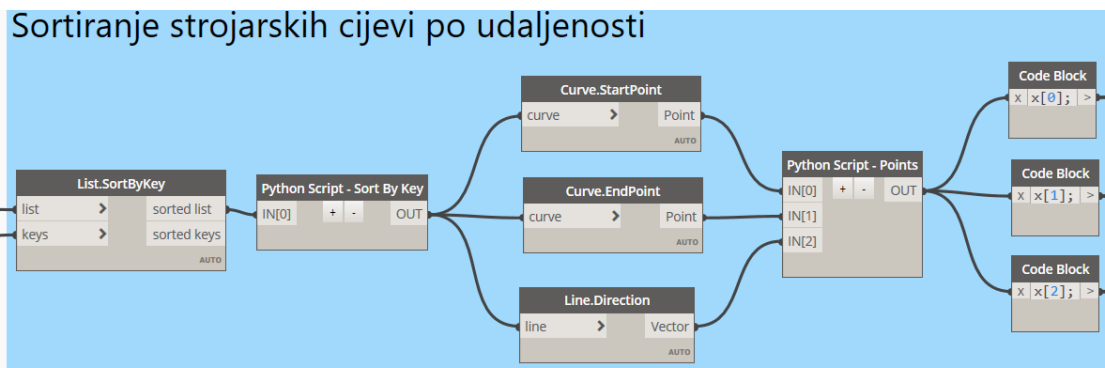 Sortiranje strojarskih cijevi po udaljenosti
List.SortByKey
list > sorted list
keys > sorted keys
AUTO
Python Script - Sort By Key
IN[0] + - OUT
Curve.StartPoint
curve > Point
AUTO
Curve.EndPoint
curve > Point
AUTO
Line.Direction
line > Vector
AUTO
Python Script - Points
IN[0] + - OUT
IN[1]
IN[2]
Code Block
x x[0]; >
Code Block
x x[1]; >
Code Block
x x[2]; >